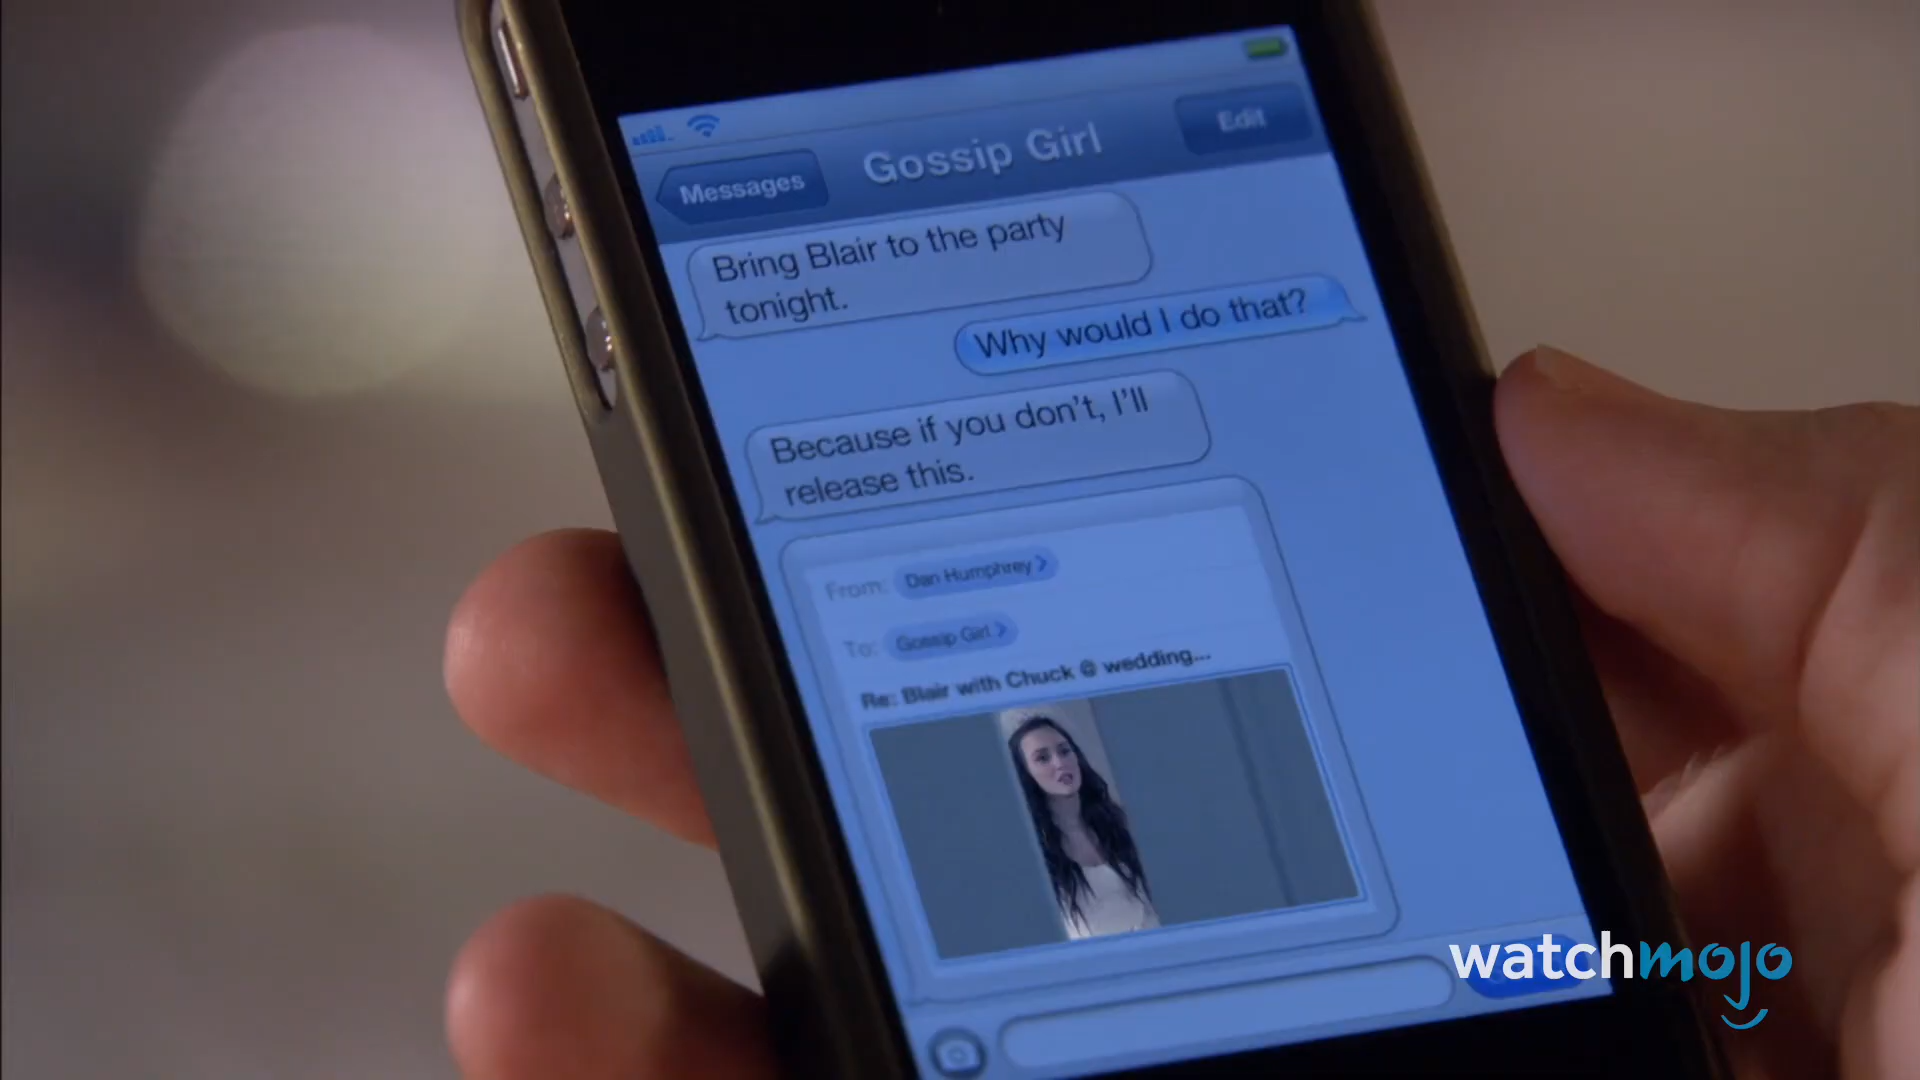 Gossip Girl
Messages
Edit
Bring Blair to the party
tonight.
Why would I do that?
Because if you don't, I'll
release this.
From: Dan Humphrey
To: Gossip Girl
Re: Blair with Chuck @ wedding...
watchmojo